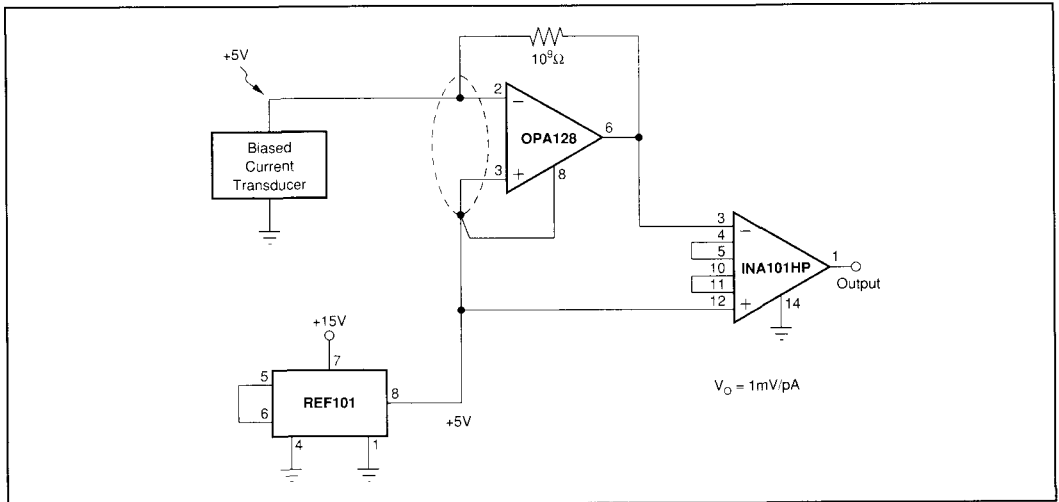 10⁹Ω
+5V
2
−
OPA128
6
Biased
Current
Transducer
3
+
8
3
−
4
5
10
11
12
+
INA101HP
1
Output
14
+15V
7
5
6
REF101
8
+5V
4
1
V_O = 1mV/pA